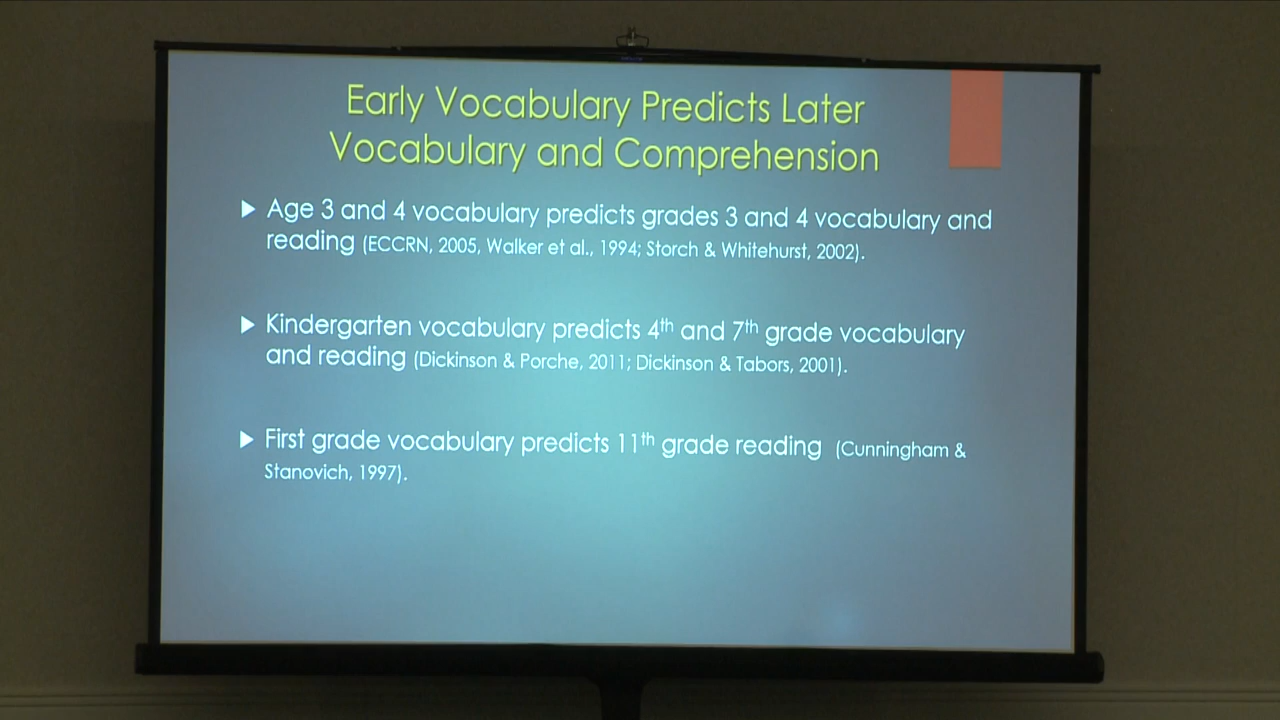 Early Vocabulary Predicts Later
Vocabulary and Comprehension
Age 3 and 4 vocabulary predicts grades 3 and 4 vocabulary and
reading (ECCRN, 2005, Walker et al., 1994; Storch & Whitehurst, 2002).
Kindergarten vocabulary predicts 4th and 7th grade vocabulary
and reading (Dickinson & Porche, 2011; Dickinson & Tabors, 2001).
First grade vocabulary predicts 11th grade reading (Cunningham &
Stanovich, 1997).